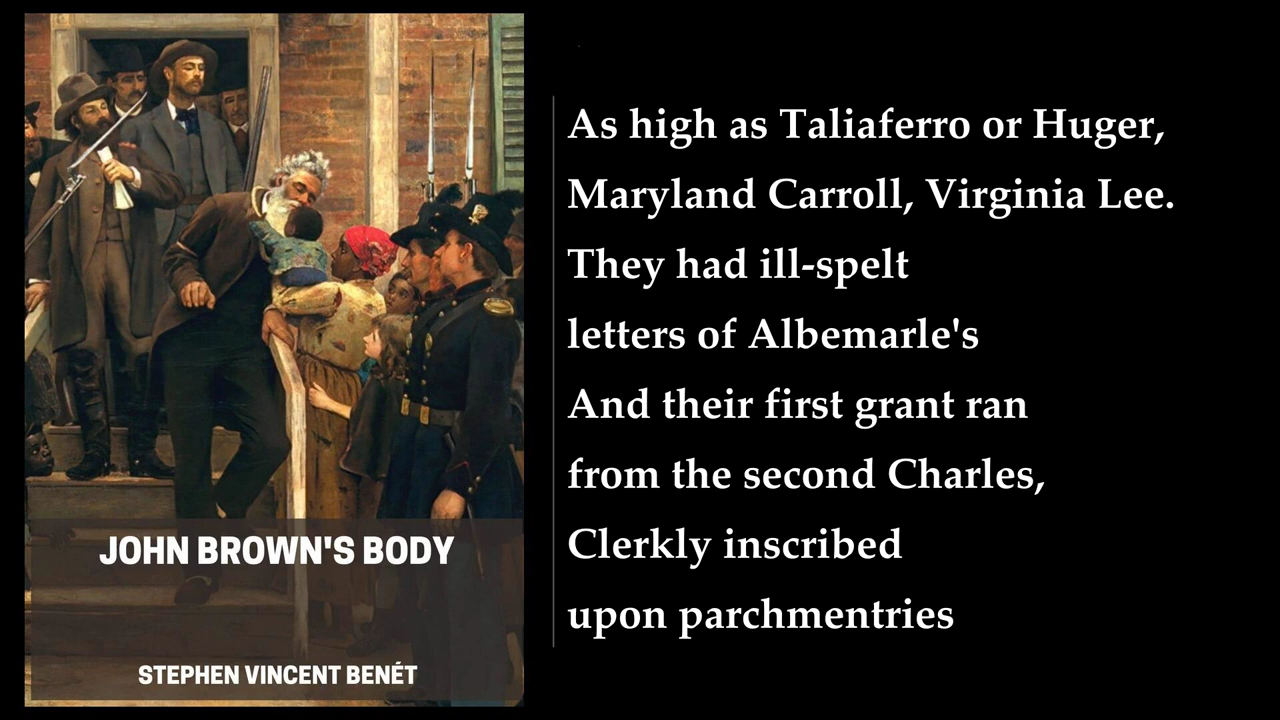 JOHN BROWN'S BODY
STEPHEN VINCENT BENÉT
As high as Taliaferro or Huger,
Maryland Carroll, Virginia Lee.
They had ill-spelt
letters of Albemarle's
And their first grant ran
from the second Charles,
Clerkly inscribed
upon parchmentries